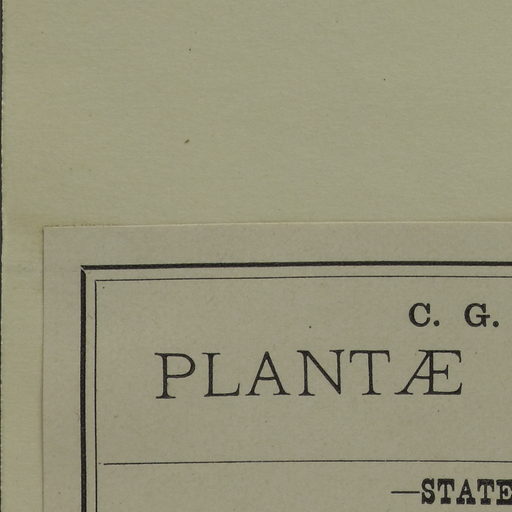 C. G.
PLANTÆ
—STATE